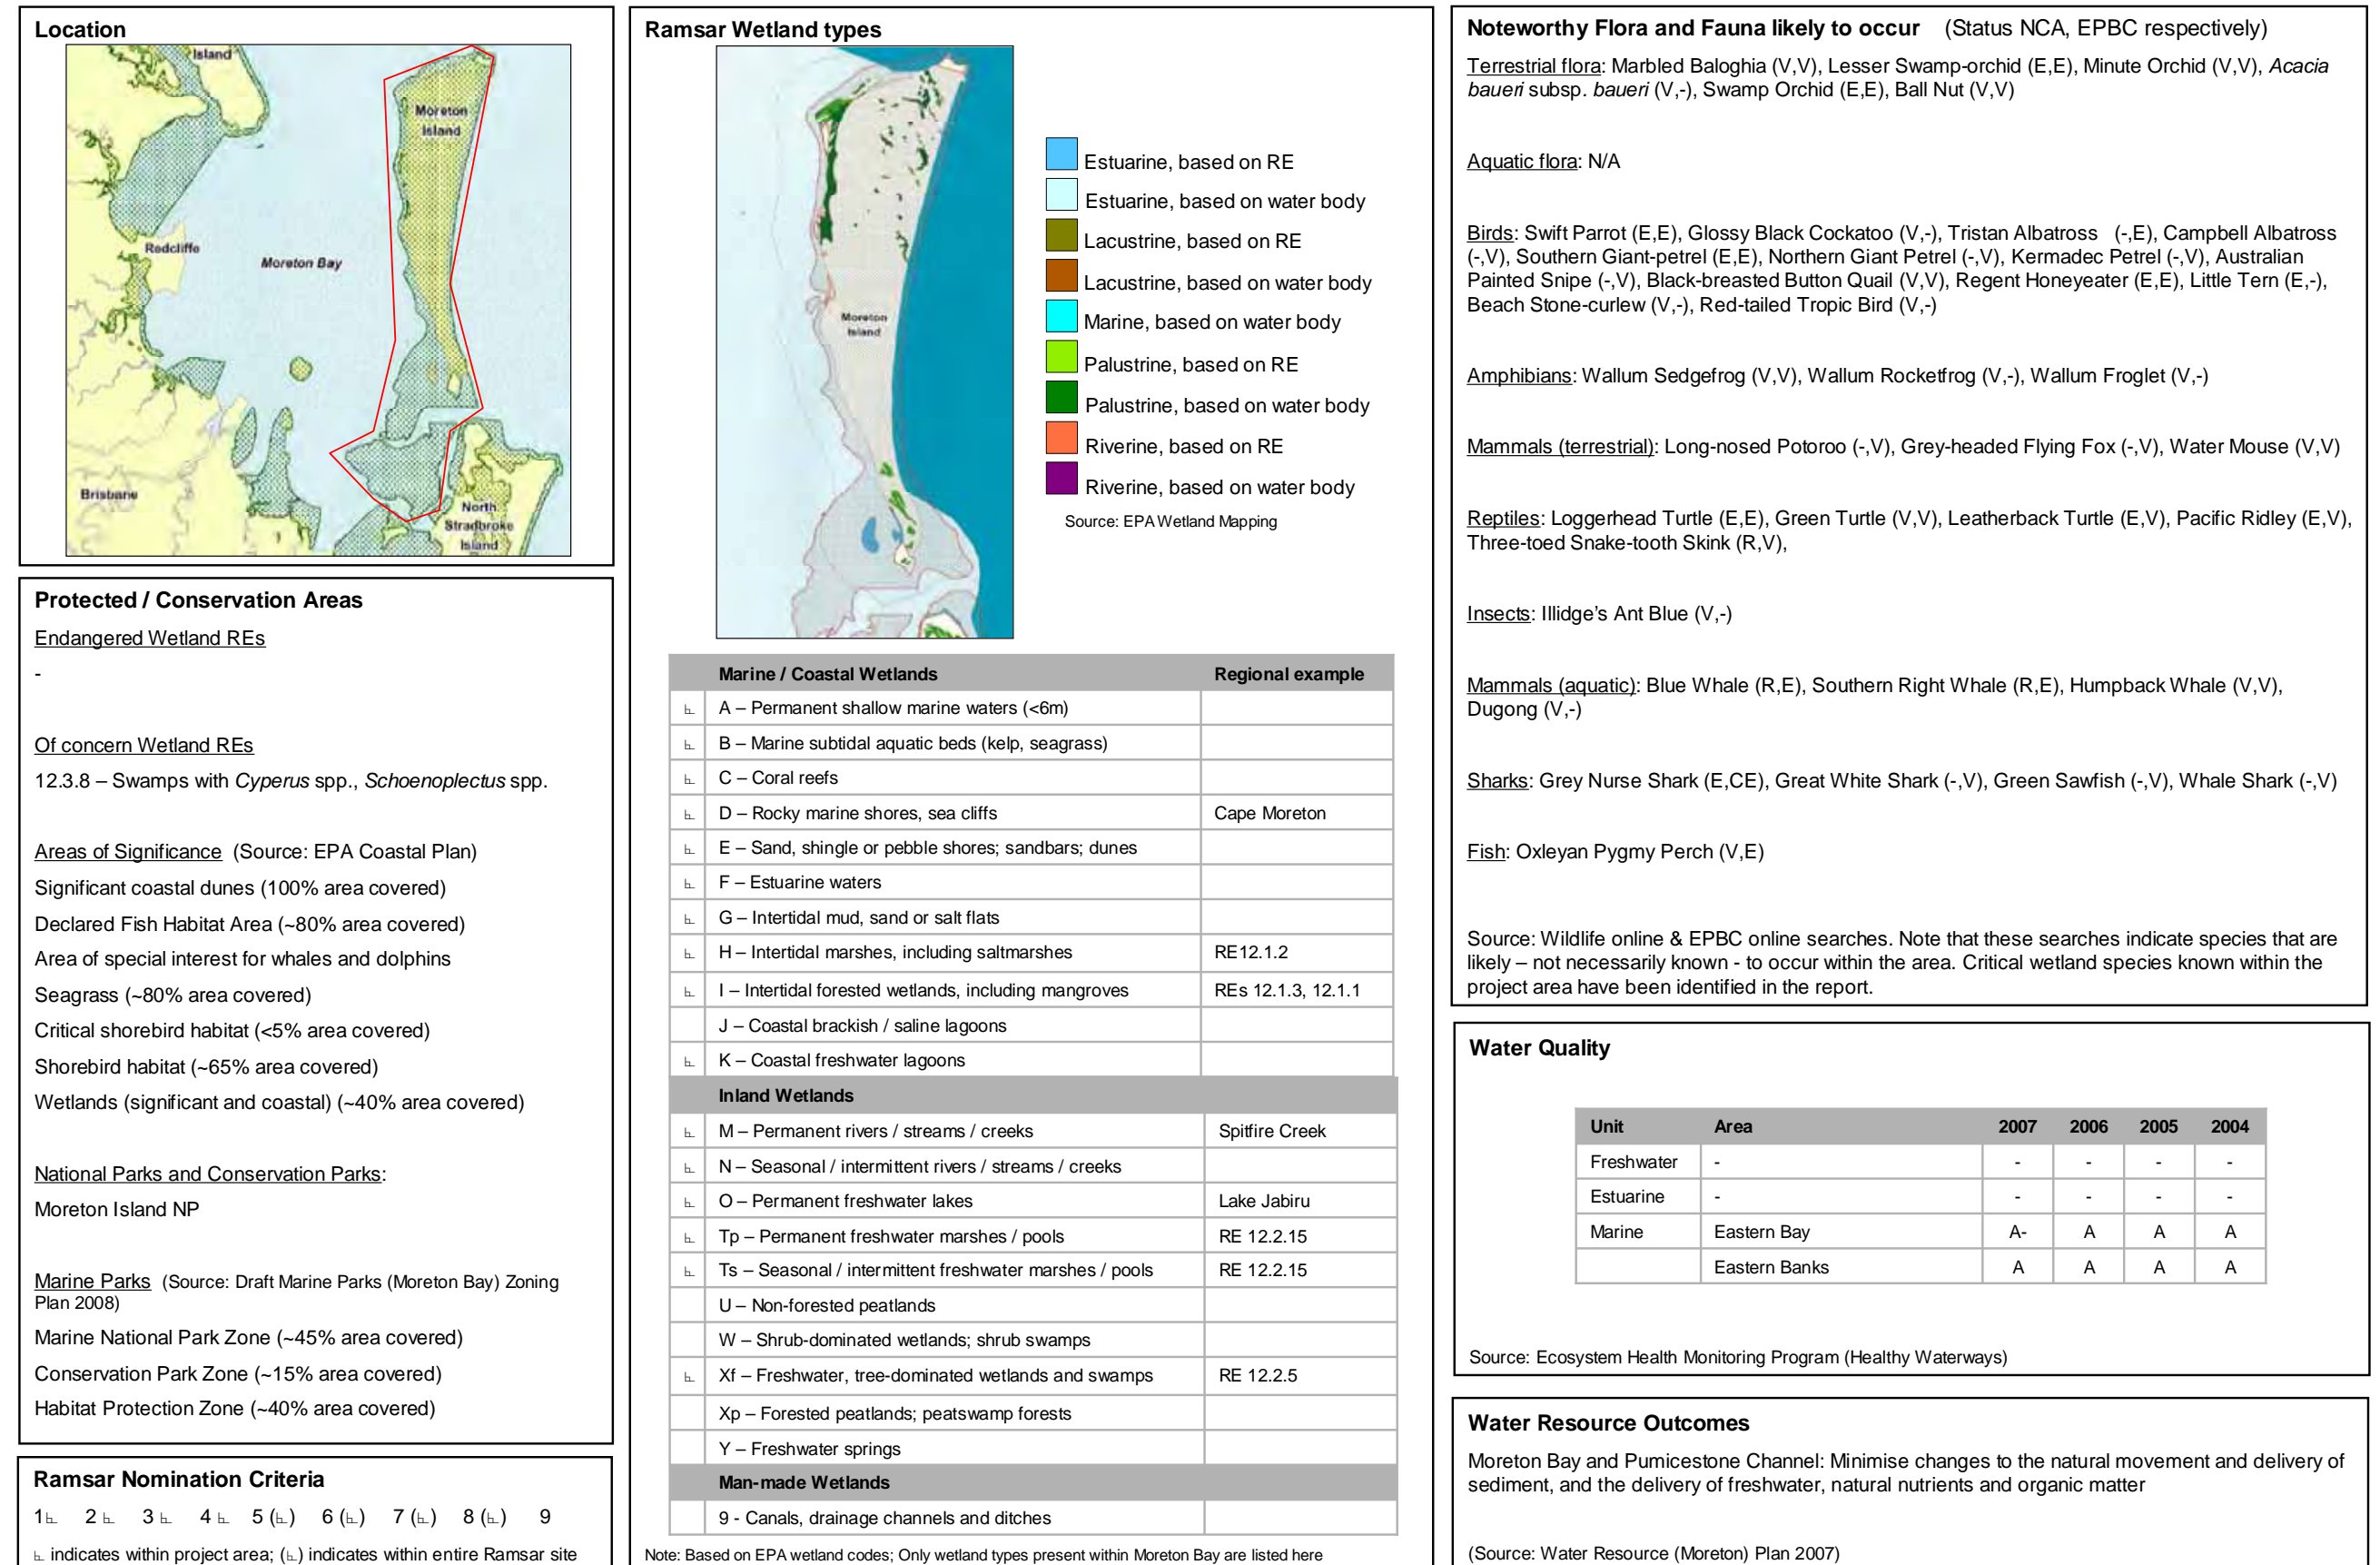 Location
Island
Moreton
Island
Redcliffe
Moreton Bay
Brisbane
North
Stradbroke
Island
Protected / Conservation Areas
Endangered Wetland REs
-
Of concern Wetland REs
12.3.8 – Swamps with Cyperus spp., Schoenoplectus spp.
Areas of Significance (Source: EPA Coastal Plan)
Significant coastal dunes (100% area covered)
Declared Fish Habitat Area (~80% area covered)
Area of special interest for whales and dolphins
Seagrass (~80% area covered)
Critical shorebird habitat (<5% area covered)
Shorebird habitat (~65% area covered)
Wetlands (significant and coastal) (~40% area covered)
National Parks and Conservation Parks:
Moreton Island NP
Marine Parks (Source: Draft Marine Parks (Moreton Bay) Zoning
Plan 2008)
Marine National Park Zone (~45% area covered)
Conservation Park Zone (~15% area covered)
Habitat Protection Zone (~40% area covered)
Ramsar Nomination Criteria
1⊾ 2 ⊾ 3 ⊾ 4 ⊾ 5 (⊾) 6 (⊾) 7 (⊾) 8 (⊾) 9
⊾ indicates within project area; (⊾) indicates within entire Ramsar site
Ramsar Wetland types
Moreton
Island
Estuarine, based on RE
Estuarine, based on water body
Lacustrine, based on RE
Lacustrine, based on water body
Marine, based on water body
Palustrine, based on RE
Palustrine, based on water body
Riverine, based on RE
Riverine, based on water body
Source: EPA Wetland Mapping
Marine / Coastal Wetlands Regional example
⊾ A – Permanent shallow marine waters (<6m)
⊾ B – Marine subtidal aquatic beds (kelp, seagrass)
⊾ C – Coral reefs
⊾ D – Rocky marine shores, sea cliffs Cape Moreton
⊾ E – Sand, shingle or pebble shores; sandbars; dunes
⊾ F – Estuarine waters
⊾ G – Intertidal mud, sand or salt flats
⊾ H – Intertidal marshes, including saltmarshes RE12.1.2
⊾ I – Intertidal forested wetlands, including mangroves REs 12.1.3, 12.1.1
J – Coastal brackish / saline lagoons
⊾ K – Coastal freshwater lagoons
Inland Wetlands
⊾ M – Permanent rivers / streams / creeks Spitfire Creek
⊾ N – Seasonal / intermittent rivers / streams / creeks
⊾ O – Permanent freshwater lakes Lake Jabiru
⊾ Tp – Permanent freshwater marshes / pools RE 12.2.15
⊾ Ts – Seasonal / intermittent freshwater marshes / pools RE 12.2.15
U – Non-forested peatlands
W – Shrub-dominated wetlands; shrub swamps
⊾ Xf – Freshwater, tree-dominated wetlands and swamps RE 12.2.5
Xp – Forested peatlands; peatswamp forests
Y – Freshwater springs
Man-made Wetlands
9 - Canals, drainage channels and ditches
Note: Based on EPA wetland codes; Only wetland types present within Moreton Bay are listed here
Noteworthy Flora and Fauna likely to occur (Status NCA, EPBC respectively)
Terrestrial flora: Marbled Baloghia (V,V), Lesser Swamp-orchid (E,E), Minute Orchid (V,V), Acacia
baueri subsp. baueri (V,-), Swamp Orchid (E,E), Ball Nut (V,V)
Aquatic flora: N/A
Birds: Swift Parrot (E,E), Glossy Black Cockatoo (V,-), Tristan Albatross (-,E), Campbell Albatross
(-,V), Southern Giant-petrel (E,E), Northern Giant Petrel (-,V), Kermadec Petrel (-,V), Australian
Painted Snipe (-,V), Black-breasted Button Quail (V,V), Regent Honeyeater (E,E), Little Tern (E,-),
Beach Stone-curlew (V,-), Red-tailed Tropic Bird (V,-)
Amphibians: Wallum Sedgefrog (V,V), Wallum Rocketfrog (V,-), Wallum Froglet (V,-)
Mammals (terrestrial): Long-nosed Potoroo (-,V), Grey-headed Flying Fox (-,V), Water Mouse (V,V)
Reptiles: Loggerhead Turtle (E,E), Green Turtle (V,V), Leatherback Turtle (E,V), Pacific Ridley (E,V),
Three-toed Snake-tooth Skink (R,V),
Insects: Illidge's Ant Blue (V,-)
Mammals (aquatic): Blue Whale (R,E), Southern Right Whale (R,E), Humpback Whale (V,V),
Dugong (V,-)
Sharks: Grey Nurse Shark (E,CE), Great White Shark (-,V), Green Sawfish (-,V), Whale Shark (-,V)
Fish: Oxleyan Pygmy Perch (V,E)
Source: Wildlife online & EPBC online searches. Note that these searches indicate species that are
likely – not necessarily known - to occur within the area. Critical wetland species known within the
project area have been identified in the report.
Water Quality
Unit Area 2007 2006 2005 2004
Freshwater - - - - -
Estuarine - - - - -
Marine Eastern Bay A- A A A
Eastern Banks A A A A
Source: Ecosystem Health Monitoring Program (Healthy Waterways)
Water Resource Outcomes
Moreton Bay and Pumicestone Channel: Minimise changes to the natural movement and delivery of
sediment, and the delivery of freshwater, natural nutrients and organic matter
(Source: Water Resource (Moreton) Plan 2007)